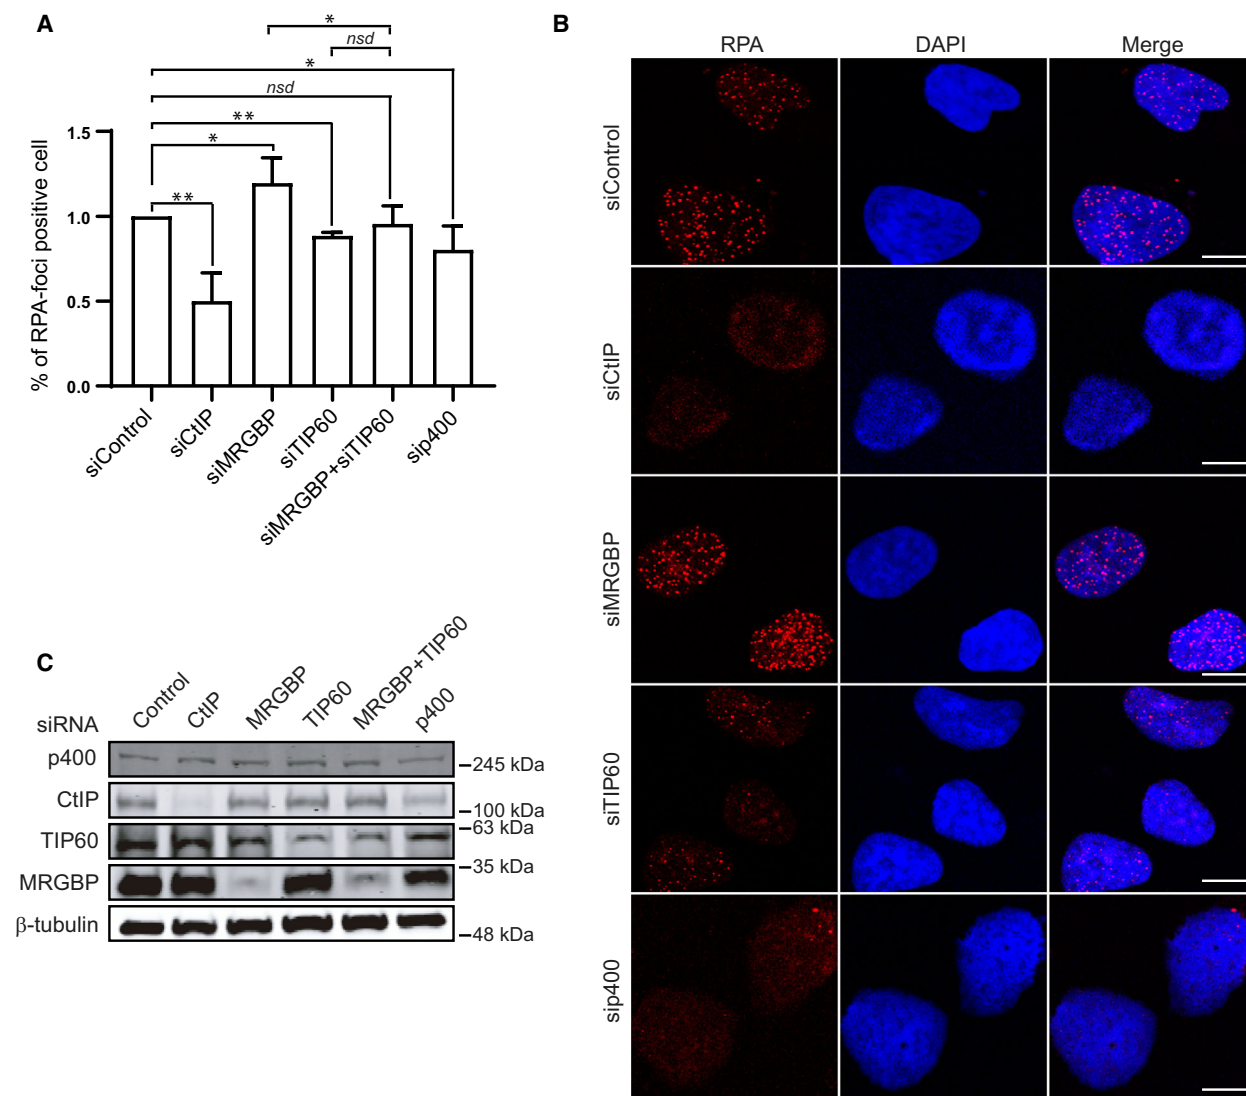 A
*
nsd
*
nsd
**
*
**
% of RPA-foci positive cell
1.5
1.0
0.5
0.0
siControl
siCtIP
siMRGBP
siTIP60
siMRGBP+siTIP60
sip400
B
RPA DAPI Merge
siControl
siCtIP
siMRGBP
siTIP60
sip400
C
siRNA Control CtIP MRGBP TIP60 MRGBP+TIP60 p400
p400 245 kDa
CtIP 100 kDa
TIP60 63 kDa
MRGBP 35 kDa
β-tubulin 48 kDa